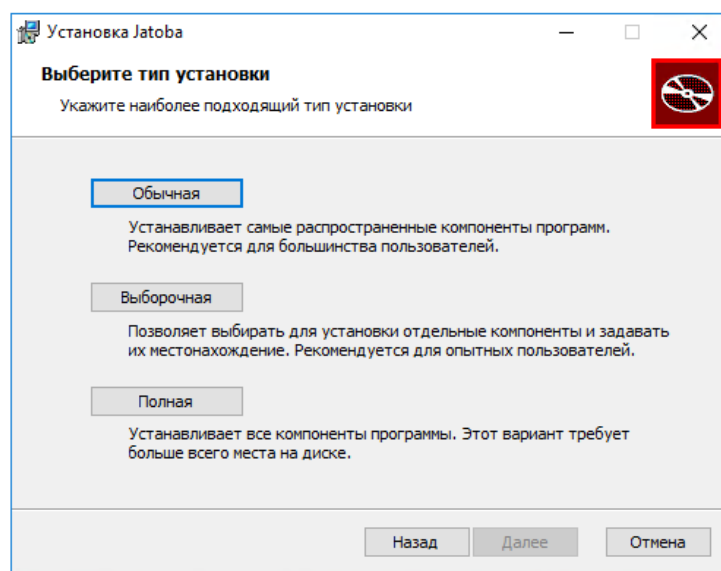 Установка Jatoba
Выберите тип установки
Укажите наиболее подходящий тип установки
Обычная
Устанавливает самые распространенные компоненты программ.
Рекомендуется для большинства пользователей.
Выборочная
Позволяет выбирать для установки отдельные компоненты и задавать
их местонахождение. Рекомендуется для опытных пользователей.
Полная
Устанавливает все компоненты программы. Этот вариант требует
больше всего места на диске.
Назад
Далее
Отмена